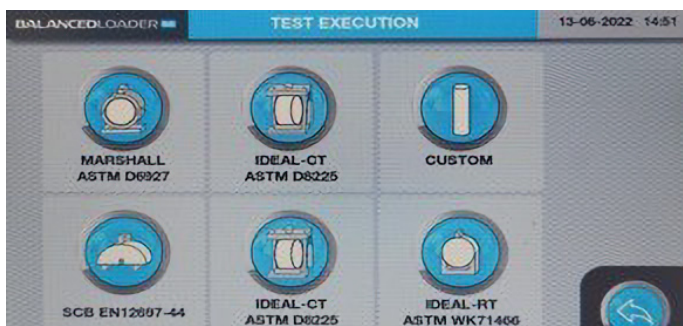 BALANCEDLOADER
TEST EXECUTION
13-06-2022 14:51
MARSHALL
ASTM D6927
IDEAL-CT
ASTM D8225
CUSTOM
SCB EN12697-44
IDEAL-CT
ASTM D8225
IDEAL-RT
ASTM WK71466